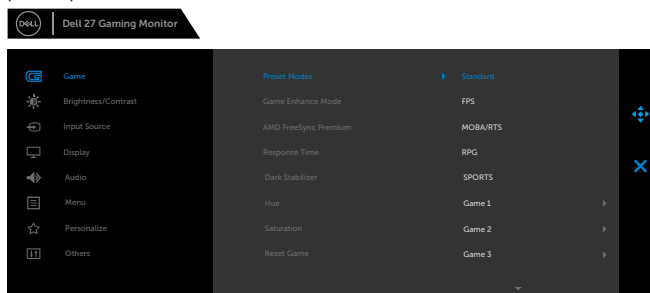 DELL
Dell 27 Gaming Monitor
Game
Preset Modes
Standard
Brightness/Contrast
Game Enhance Mode
FPS
Input Source
AMD FreeSync Premium
MOBA/RTS
Display
Response Time
RPG
Audio
Dark Stabilizer
SPORTS
Menu
Hue
Game 1
Personalize
Saturation
Game 2
Others
Reset Game
Game 3